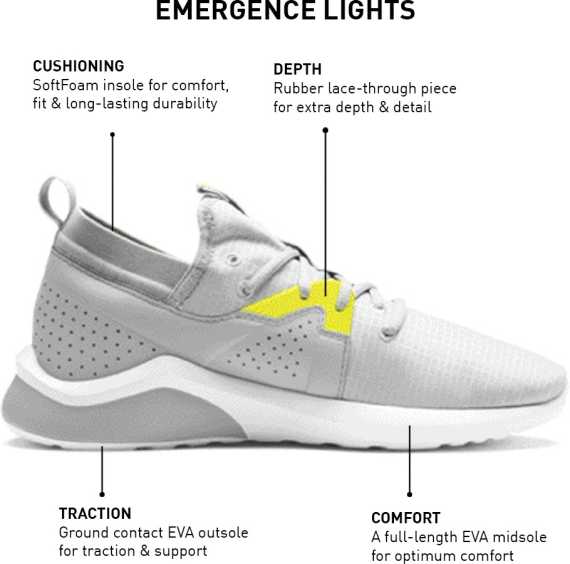 EMERGENCE LIGHTS
CUSHIONING
SoftFoam insole for comfort,
fit & long-lasting durability
DEPTH
Rubber lace-through piece
for extra depth & detail
TRACTION
Ground contact EVA outsole
for traction & support
COMFORT
A full-length EVA midsole
for optimum comfort